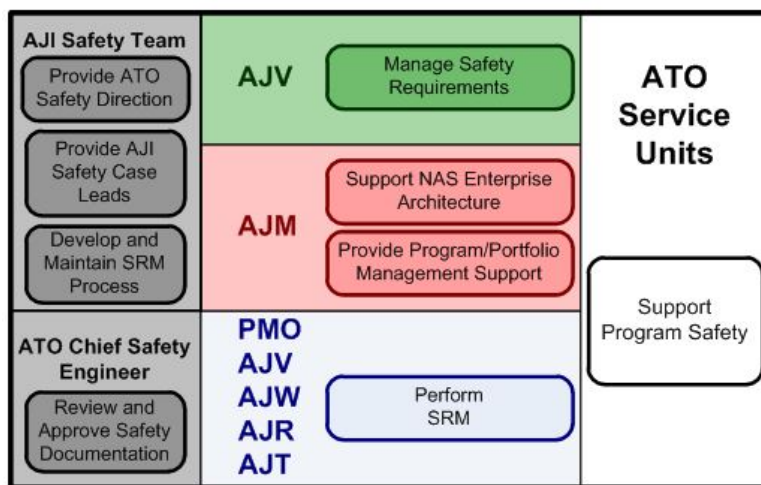 AJI Safety Team
Provide ATO
Safety Direction
Provide AJI
Safety Case
Leads
Develop and
Maintain SRM
Process
ATO Chief Safety
Engineer
Review and
Approve Safety
Documentation
AJV
Manage Safety
Requirements
AJM
Support NAS Enterprise
Architecture
Provide Program/Portfolio
Management Support
PMO
AJV
AJW
AJR
AJT
Perform
SRM
ATO
Service
Units
Support
Program Safety